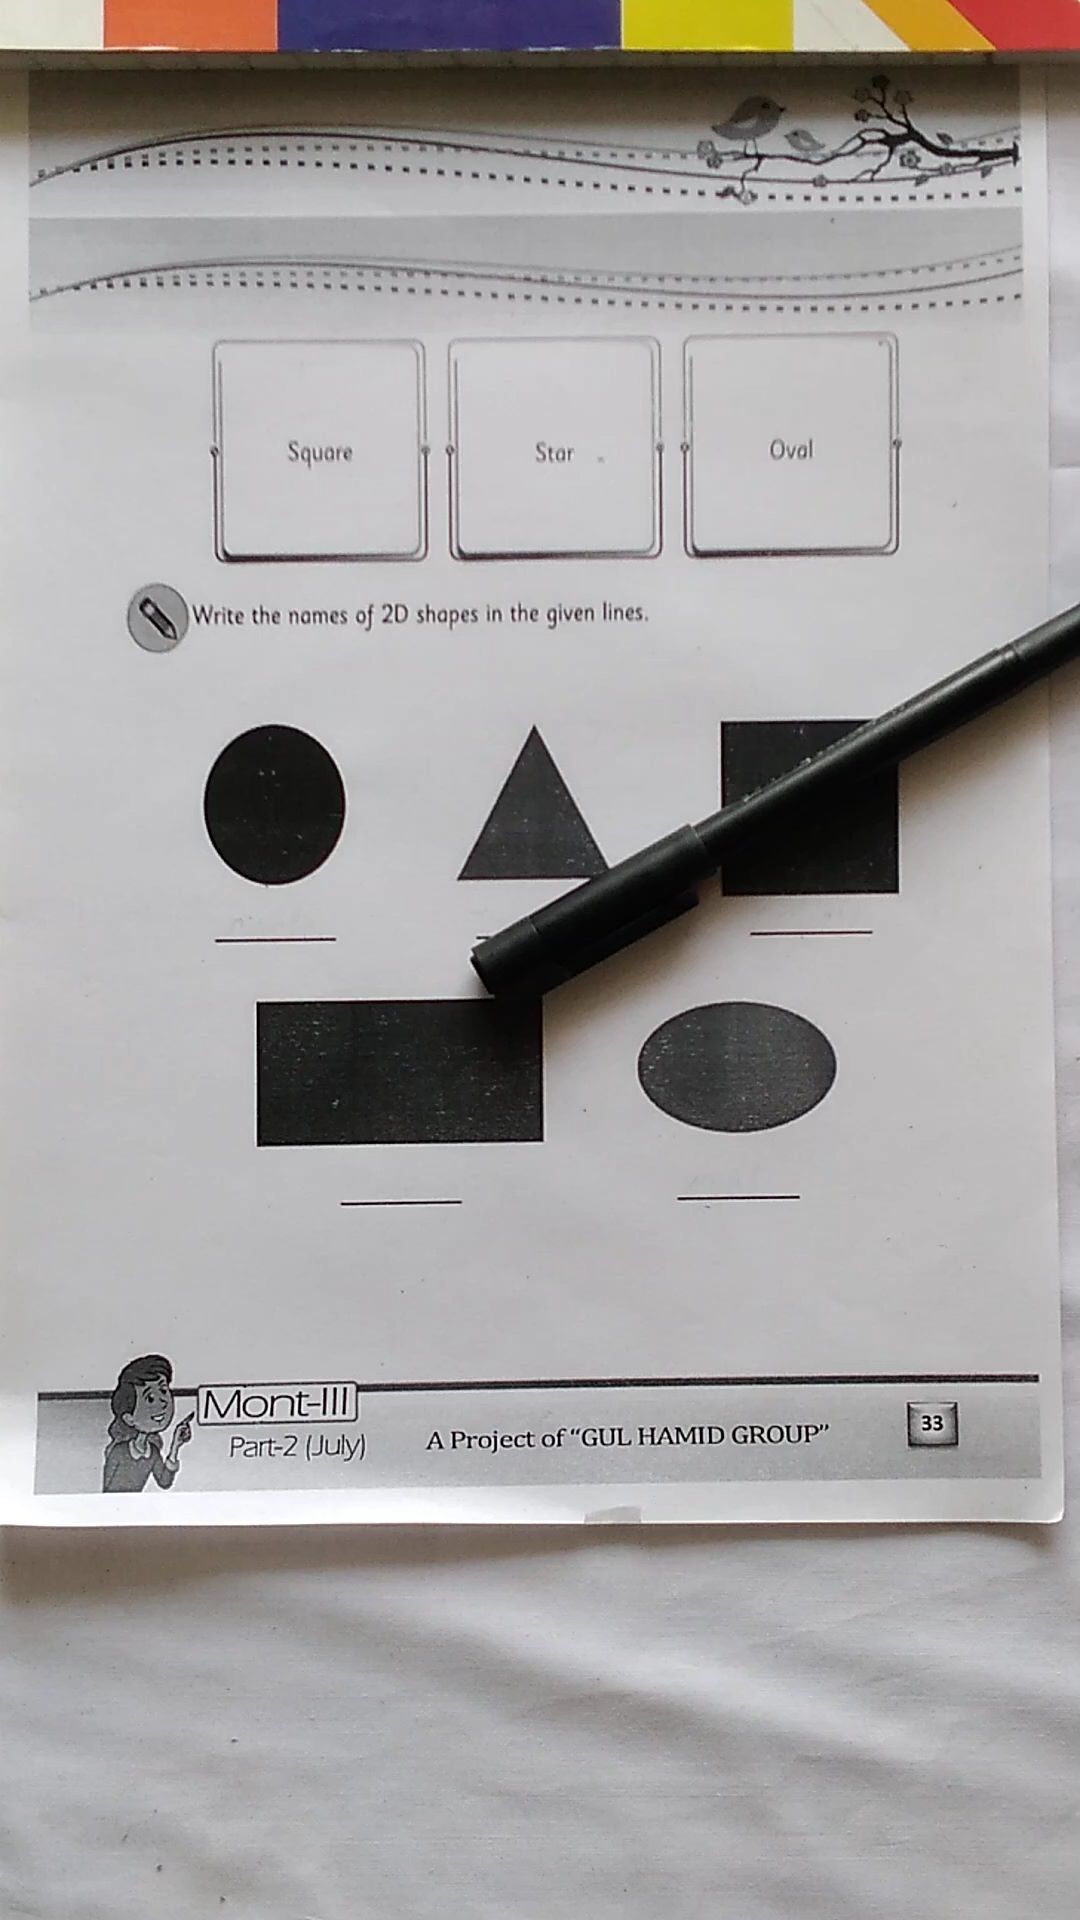 Square
Star
Oval
Write the names of 2D shapes in the given lines.
Mont-III
Part-2 (July)
A Project of “GUL HAMID GROUP”
33